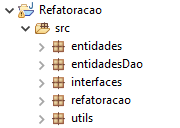 Refatoracao
src
entidades
entidadesDao
interfaces
refatoracao
utils